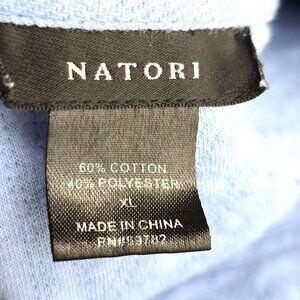 NATORI
60% COTTON
40% POLYESTER
XL
MADE IN CHINA